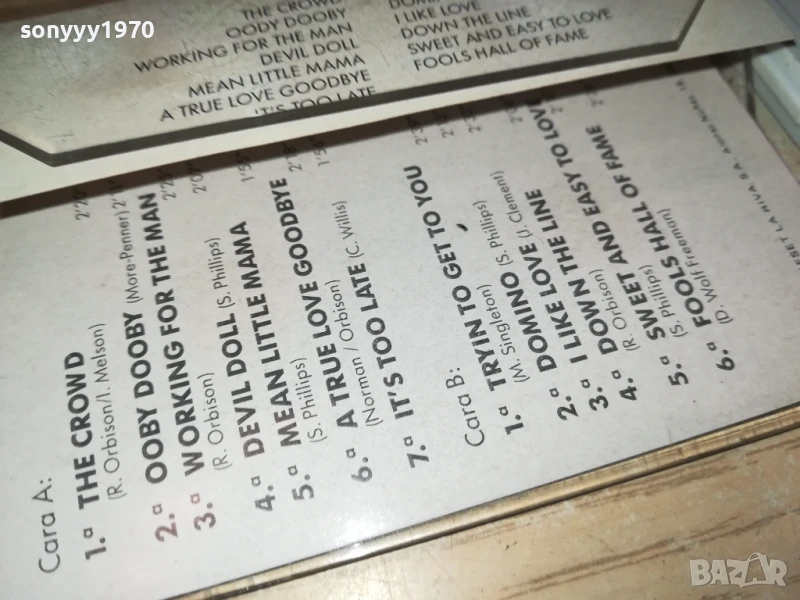 sonyyy1970
THE CROWD
OODY DOOBY
WORKING FOR THE MAN
DEVIL DOLL
MEAN LITTLE MAMA
A TRUE LOVE GOODBYE
IT'S TOO LATE
I LIKE LOVE
DOWN THE LINE
SWEET AND EASY TO LOVE
FOOLS HALL OF FAME
Cara A:
1.ª THE CROWD
(R. Orbison/I. Melson)
2.ª OOBY DOOBY (More-Penner)
3.ª WORKING FOR THE MAN
(R. Orbison)
4.ª DEVIL DOLL (S. Phillips)
5.ª MEAN LITTLE MAMA
(S. Phillips)
6.ª A TRUE LOVE GOODBYE
(Norman / Orbison)
7.ª IT'S TOO LATE (C. Willis)
Cara B:
1.ª TRYIN TO GET TO YOU
(M. Singleton)
2.ª DOMINO (S. Phillips)
3.ª I LIKE LOVE (J. Clement)
4.ª DOWN THE LINE
(R. Orbison)
5.ª SWEET AND EASY TO LOVE
(S. Phillips)
6.ª FOOLS HALL OF FAME
(D. Wolf Freeman)
BAZAR